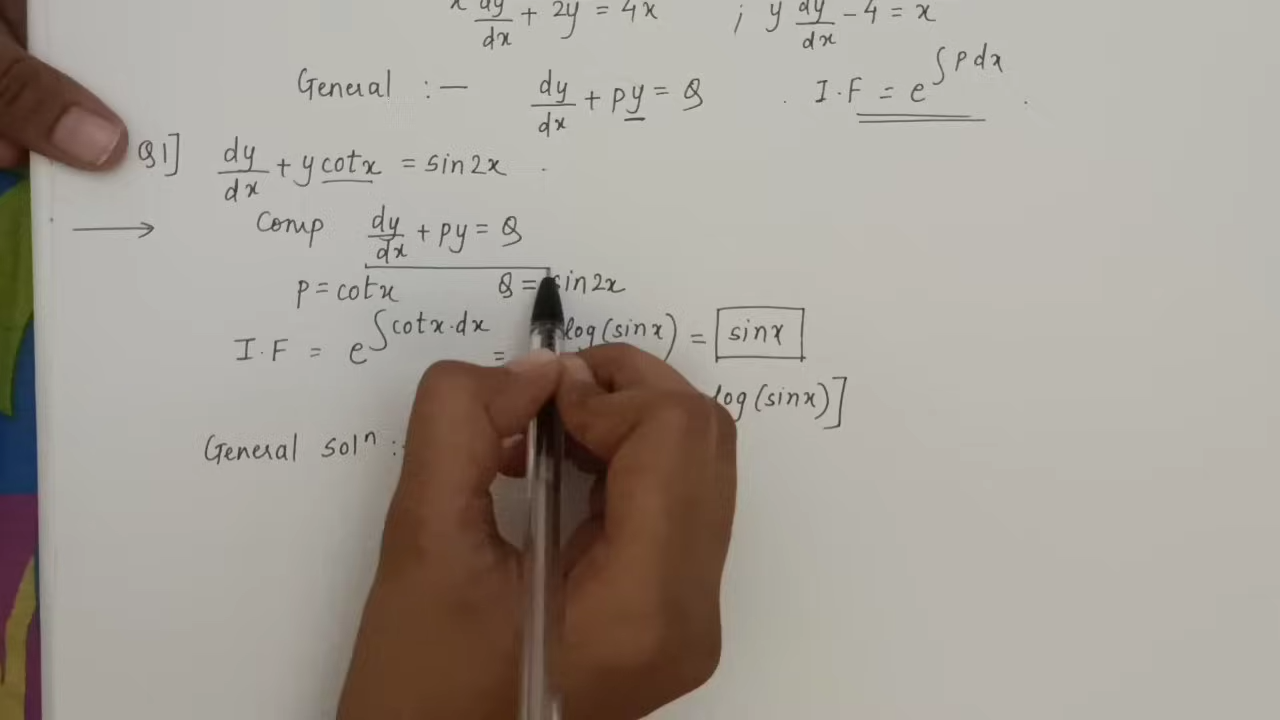 x dy/dx + 2y = 4x ; y dy/dx - 4 = x
General :- dy/dx + py = Q . I.F = e^∫pdx .
Q1] dy/dx + y cotx = sin2x .
→ Comp dy/dx + py = Q
p = cotx Q = sin2x
I.F = e^∫cotx.dx = log(sinx) = sinx
log(sinx)]
General solⁿ :-